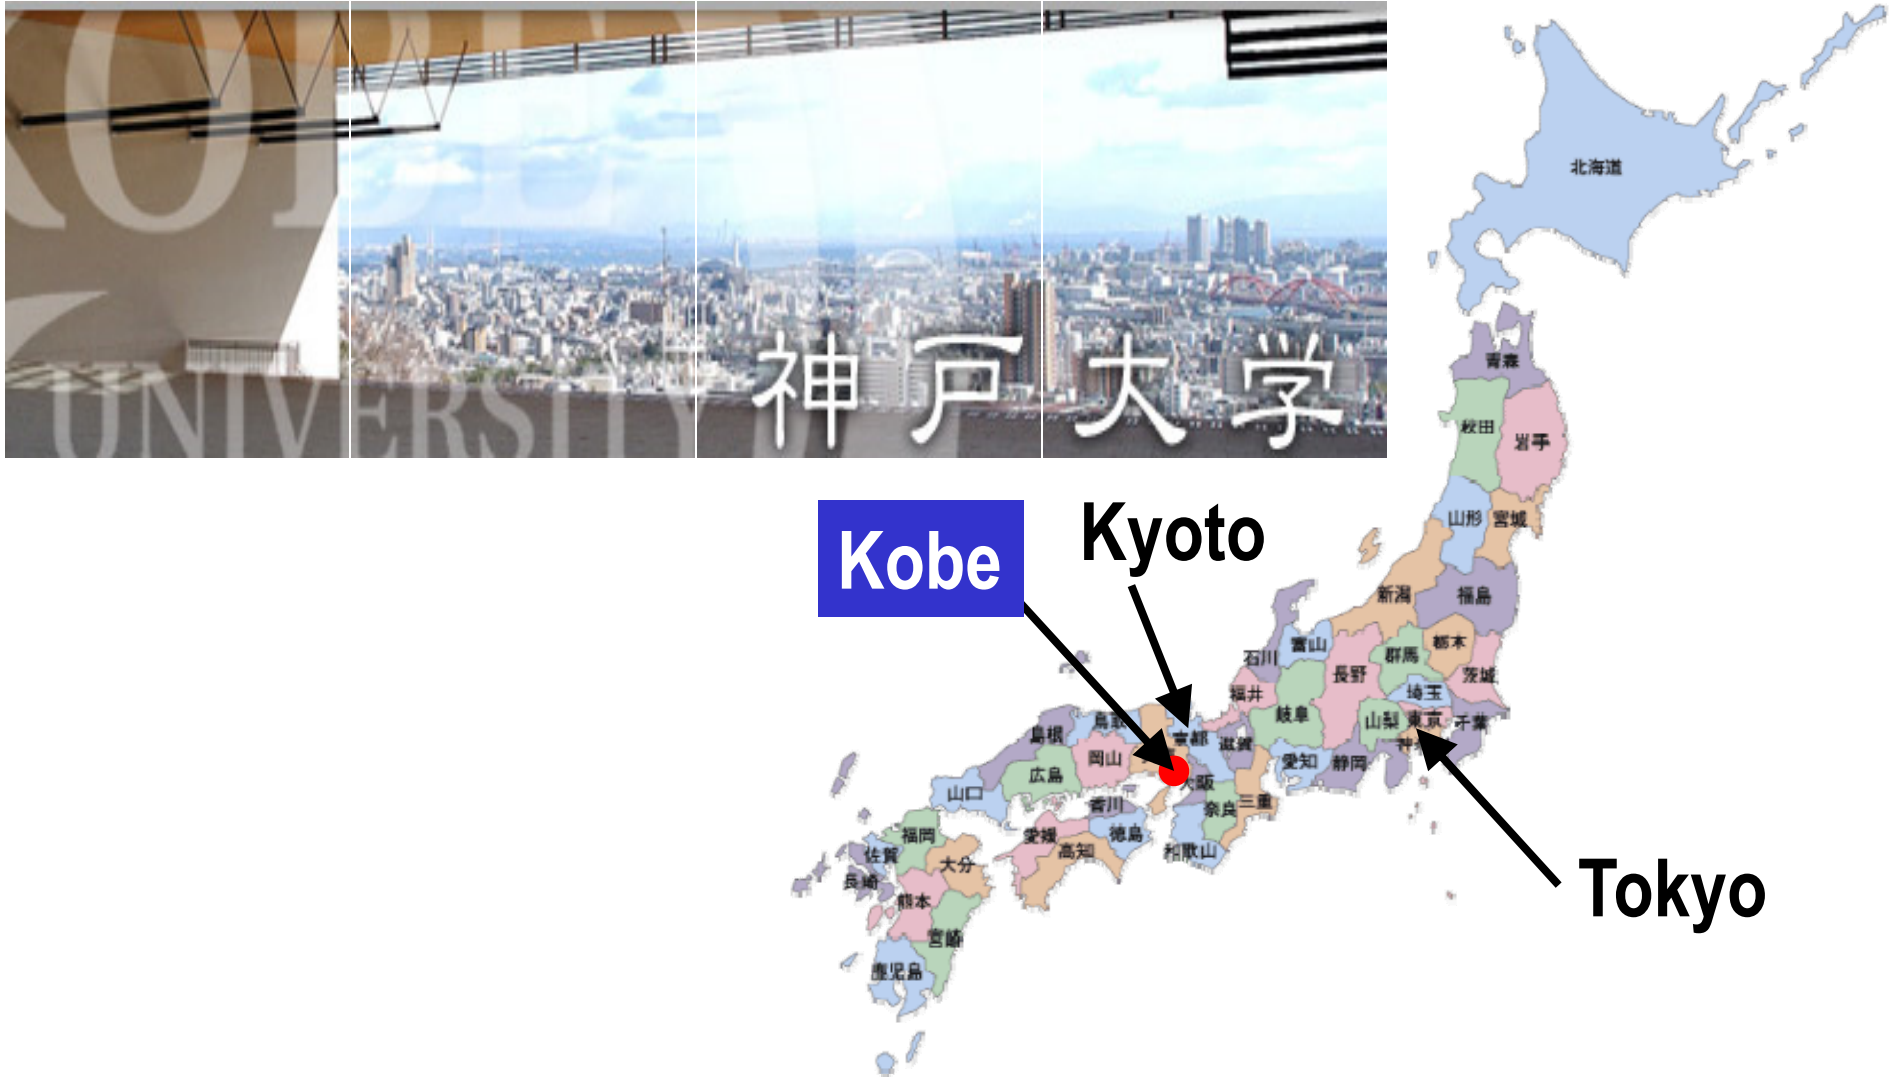 KOBE
UNIVERSITY
神戸大学
Kobe
Kyoto
Tokyo
北海道
青森
秋田
岩手
山形
宮城
新潟
福島
石川
富山
栃木
群馬
長野
茨城
福井
埼玉
岐阜
山梨
東京
千葉
神
鳥取
島根
京都
滋賀
岡山
愛知
静岡
広島
大阪
山口
香川
奈良
三重
福岡
愛媛
徳島
高知
和歌山
佐賀
大分
長崎
熊本
宮崎
鹿児島